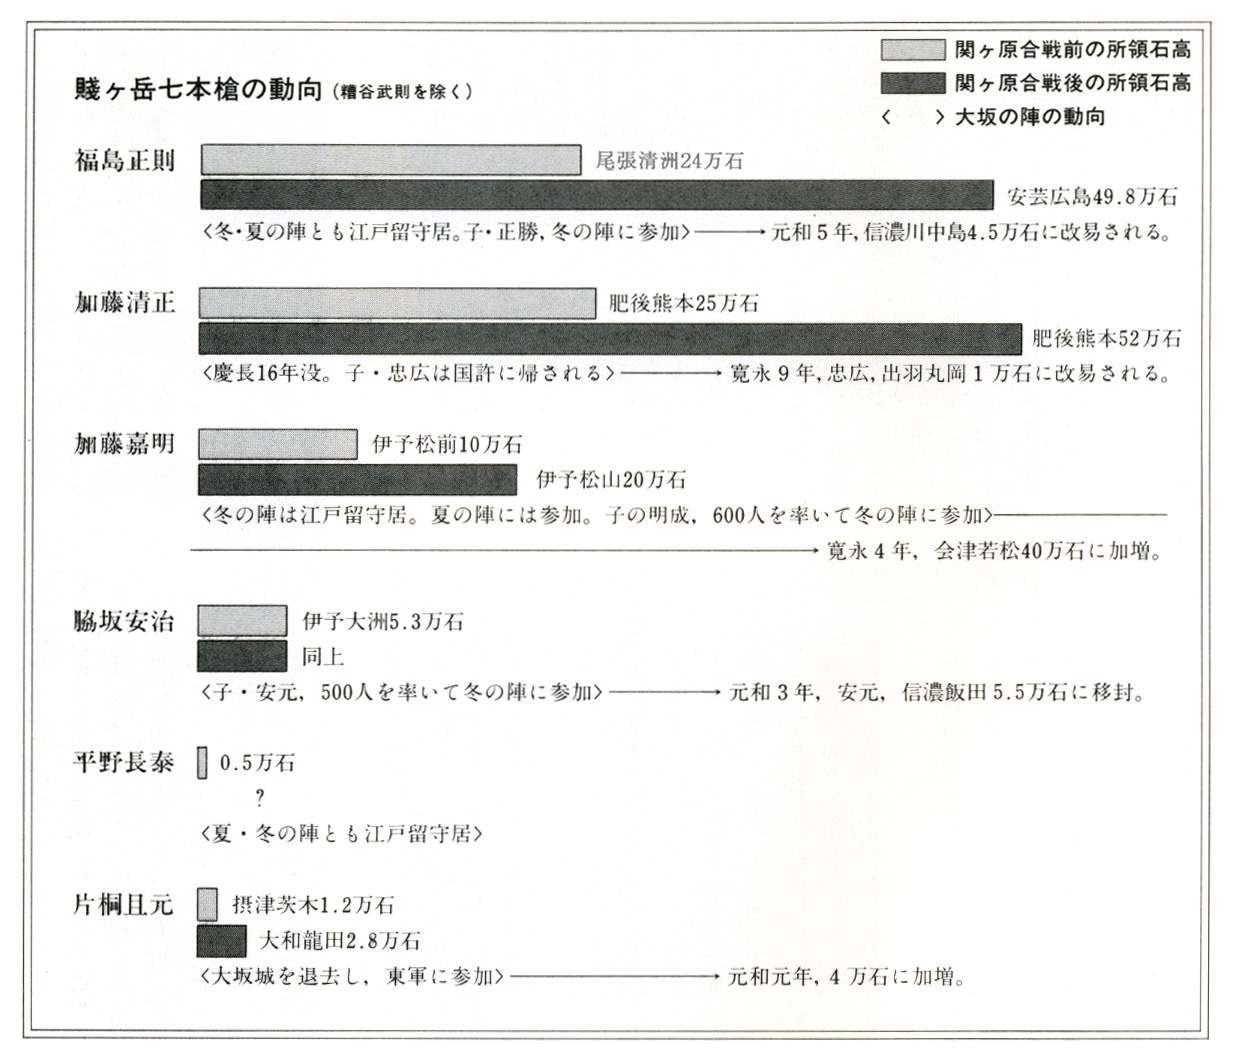 賤ヶ岳七本槍の動向（糟谷武則を除く）
関ヶ原合戦前の所領石高
関ヶ原合戦後の所領石高
〈　〉大坂の陣の動向
福島正則
尾張清洲24万石
安芸広島49.8万石
〈冬・夏の陣とも江戸留守居。子・正勝，冬の陣に参加〉→元和5年，信濃川中島4.5万石に改易される。
加藤清正
肥後熊本25万石
肥後熊本52万石
〈慶長16年没。子・忠広は国許に帰される〉→寛永9年，忠広，出羽丸岡1万石に改易される。
加藤嘉明
伊予松前10万石
伊予松山20万石
〈冬の陣は江戸留守居。夏の陣には参加。子の明成，600人を率いて冬の陣に参加〉
→寛永4年，会津若松40万石に加増。
脇坂安治
伊予大洲5.3万石
同上
〈子・安元，500人を率いて冬の陣に参加〉→元和3年，安元，信濃飯田5.5万石に移封。
平野長泰
0.5万石
？
〈夏・冬の陣とも江戸留守居〉
片桐且元
摂津茨木1.2万石
大和龍田2.8万石
〈大坂城を退去し，東軍に参加〉→元和元年，4万石に加増。